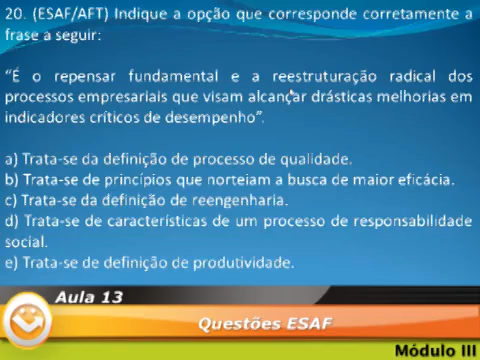 20. (ESAF/AFT) Indique a opção que corresponde corretamente a
frase a seguir:
“É o repensar fundamental e a reestruturação radical dos
processos empresariais que visam alcançar drásticas melhorias em
indicadores críticos de desempenho”.
a) Trata-se da definição de processo de qualidade.
b) Trata-se de princípios que norteiam a busca de maior eficácia.
c) Trata-se da definição de reengenharia.
d) Trata-se de características de um processo de responsabilidade
social.
e) Trata-se de definição de produtividade.
Aula 13
Questões ESAF
Módulo III